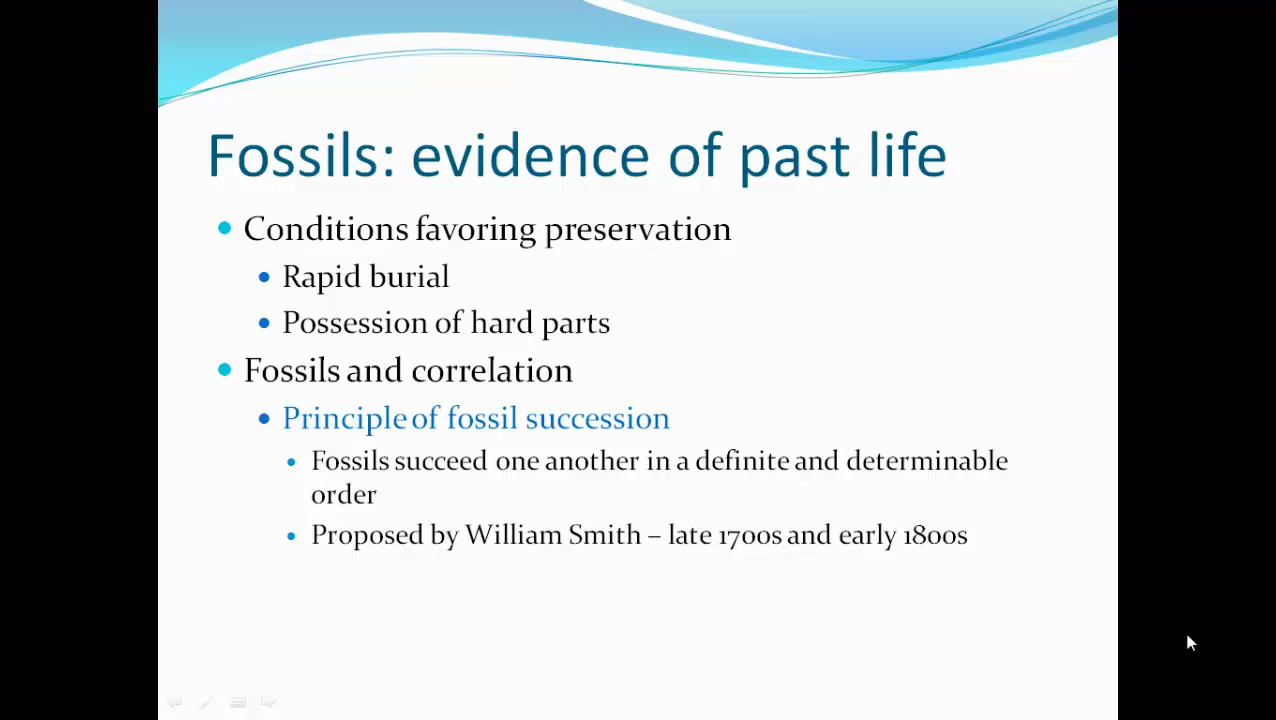 Fossils: evidence of past life
Conditions favoring preservation
Rapid burial
Possession of hard parts
Fossils and correlation
Principle of fossil succession
Fossils succeed one another in a definite and determinable
order
Proposed by William Smith – late 1700s and early 1800s